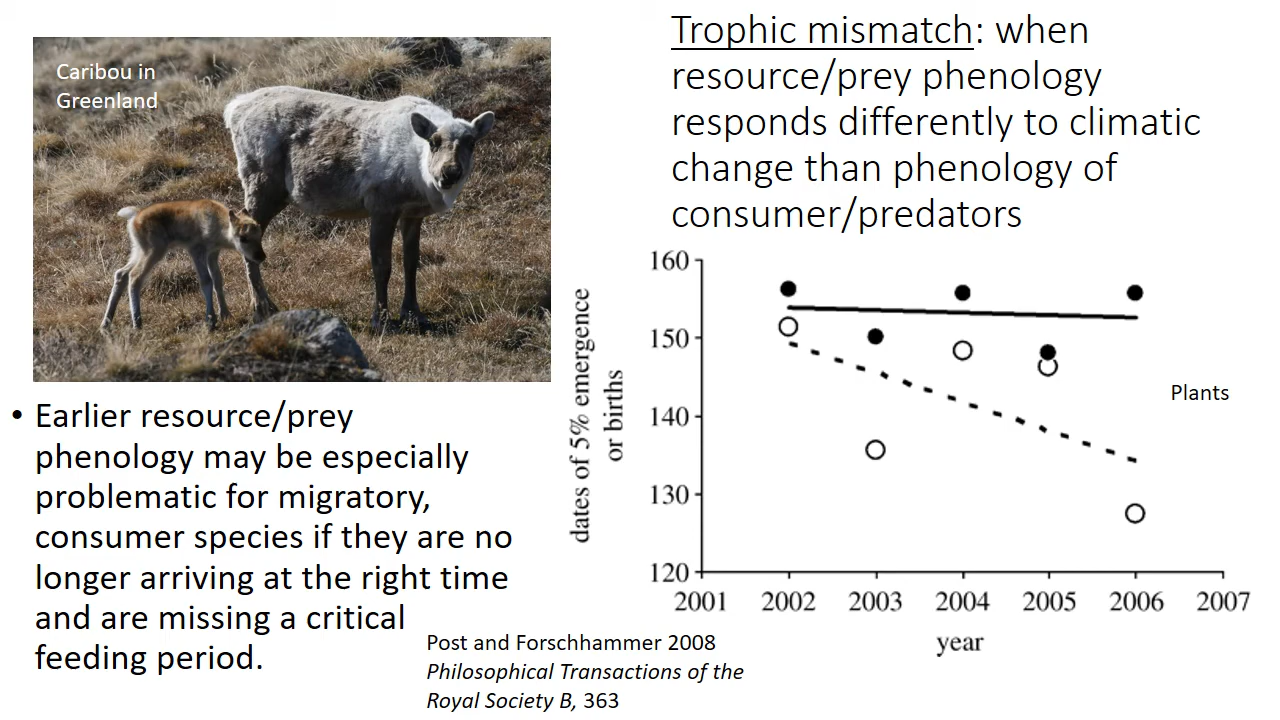 Caribou in
Greenland
Trophic mismatch: when
resource/prey phenology
responds differently to climatic
change than phenology of
consumer/predators
• Earlier resource/prey
phenology may be especially
problematic for migratory,
consumer species if they are no
longer arriving at the right time
and are missing a critical
feeding period.
dates of 5% emergence
or births
160
150
140
130
120
2001 2002 2003 2004 2005 2006 2007
year
Plants
Post and Forschhammer 2008
Philosophical Transactions of the
Royal Society B, 363